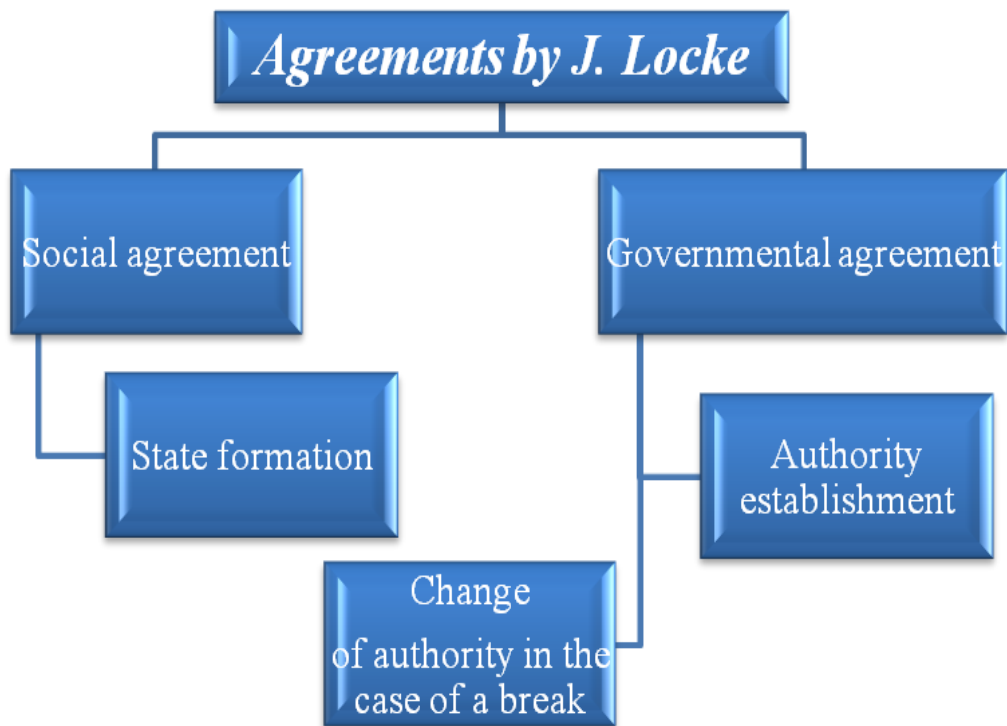 Agreements by J. Locke
Social agreement
Governmental agreement
State formation
Authority
establishment
Change
of authority in the
case of a break